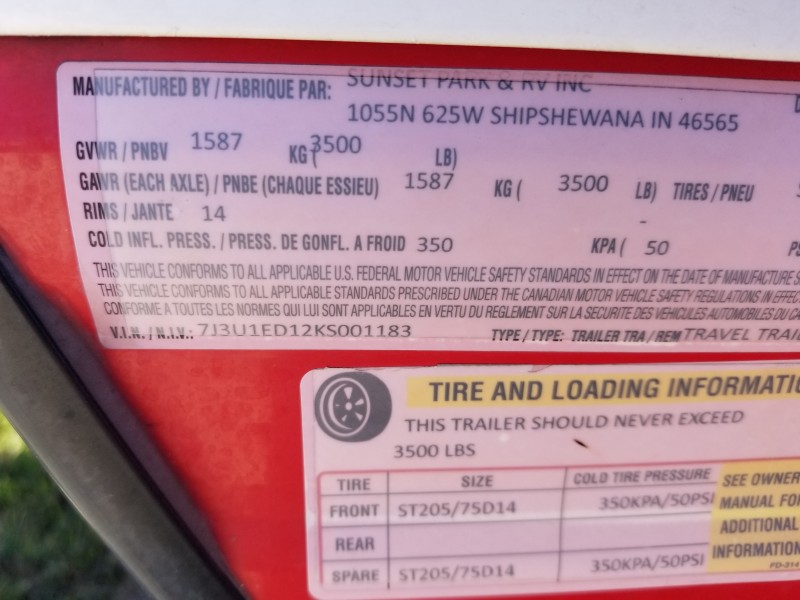 MANUFACTURED BY / FABRIQUE PAR: SUNSET PARK & RV INC
1055N 625W SHIPSHEWANA IN 46565
GVWR / PNBV 1587 KG ( 3500 LB)
GAWR (EACH AXLE) / PNBE (CHAQUE ESSIEU) 1587 KG ( 3500 LB) TIRES / PNEU
RIMS / JANTE 14 -
COLD INFL. PRESS. / PRESS. DE GONFL. A FROID 350 KPA ( 50
THIS VEHICLE CONFORMS TO ALL APPLICABLE U.S. FEDERAL MOTOR VEHICLE SAFETY STANDARDS IN EFFECT ON THE DATE OF MANUFACTURE
THIS VEHICLE CONFORMS TO ALL APPLICABLE STANDARDS PRESCRIBED UNDER THE CANADIAN MOTOR VEHICLE SAFETY REGULATIONS IN
CONFORME A TOUTES LES NORMES QUI LUI SONT APPLICABLES EN VERTU DU REGLEMENT SUR LA SECURITE DES VEHICULES AUTOMOBILES DU
V.I.N. / N.I.V.: 7J3U1ED12KS001183 TYPE / TYPE: TRAILER TRA / REM TRAVEL TRAI
TIRE AND LOADING INFORMATIO
THIS TRAILER SHOULD NEVER EXCEED
3500 LBS
TIRE SIZE COLD TIRE PRESSURE
FRONT ST205/75D14 350KPA/50PSI
REAR
SPARE ST205/75D14 350KPA/50PSI
SEE OWNER
MANUAL FOR
ADDITIONAL
INFORMATION